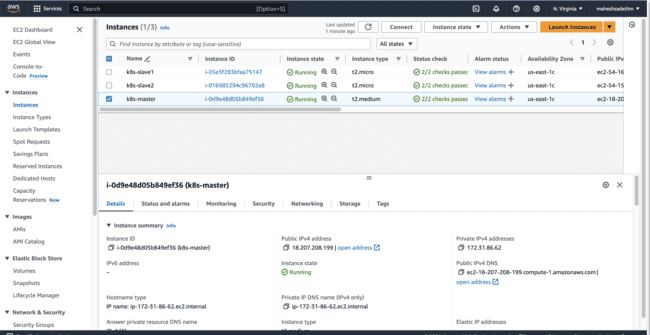 aws
Services
Search
[Option+S]
N. Virginia
maheshsadeitm
EC2 Dashboard
EC2 Global View
Events
Console-to-
Code Preview
Instances
Instances
Instance Types
Launch Templates
Spot Requests
Savings Plans
Reserved Instances
Dedicated Hosts
Capacity
Reservations New
Images
AMIs
AMI Catalog
Elastic Block Store
Volumes
Snapshots
Lifecycle Manager
Network & Security
Security Groups
Instances (1/3) Info
Last updated
1 minute ago
Connect
Instance state
Actions
Launch instances
Find Instance by attribute or tag (case-sensitive)
All states
1
Name Instance ID Instance state Instance type Status check Alarm status Availability Zone Public IPv
k8s-slave1 i-05e3f283bfaa75147 Running t2.micro 2/2 checks passed View alarms + us-east-1c ec2-54-16
k8s-slave2 i-016985294c96792e8 Running t2.micro 2/2 checks passed View alarms + us-east-1c ec2-54-15
k8s-master i-0d9e48d05b849ef36 Running t2.medium 2/2 checks passed View alarms + us-east-1c ec2-18-20
i-0d9e48d05b849ef36 (k8s-master)
Details Status and alarms Monitoring Security Networking Storage Tags
Instance summary Info
Instance ID
i-0d9e48d05b849ef36 (k8s-master)
Public IPv4 address
18.207.208.199 | open address
Private IPv4 addresses
172.31.86.62
IPv6 address
–
Instance state
Running
Public IPv4 DNS
ec2-18-207-208-199.compute-1.amazonaws.com |
open address
Hostname type
IP name: ip-172-31-86-62.ec2.internal
Private IP DNS name (IPv4 only)
ip-172-31-86-62.ec2.internal
Answer private resource DNS name
Instance type
Elastic IP addresses